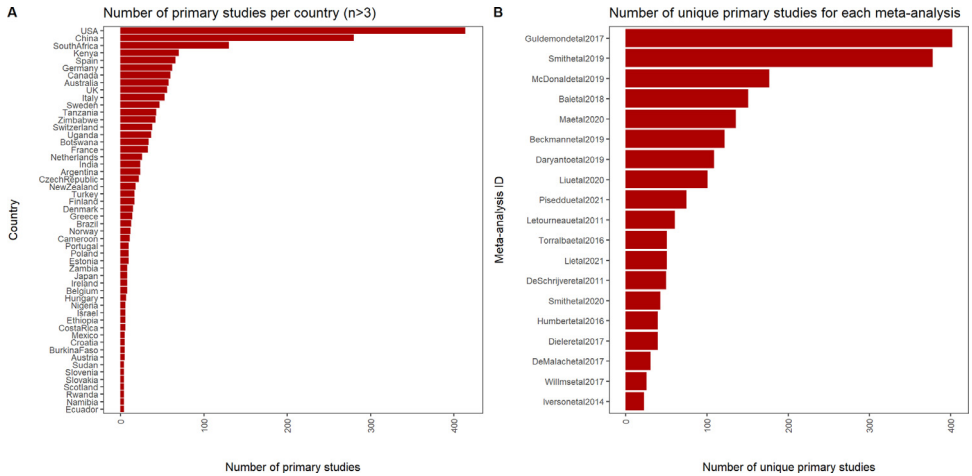 A
Number of primary studies per country (n>3)
Country
USA
China
SouthAfrica
Kenya
Spain
Germany
Canada
Australia
UK
Italy
Sweden
Tanzania
Zimbabwe
Switzerland
Uganda
Botswana
France
Netherlands
India
Argentina
CzechRepublic
NewZealand
Turkey
Finland
Denmark
Greece
Brazil
Norway
Cameroon
Portugal
Poland
Estonia
Zambia
Japan
Ireland
Belgium
Hungary
Nigeria
Israel
Ethiopia
CostaRica
Mexico
Croatia
BurkinaFaso
Austria
Sudan
Slovenia
Slovakia
Scotland
Rwanda
Namibia
Ecuador
0
100
200
300
400
Number of primary studies
B
Number of unique primary studies for each meta-analysis
Meta-analysis ID
Guldemondetal2017
Smithetal2019
McDonaldetal2019
Baietal2018
Maetal2020
Beckmannetal2019
Daryantoetal2019
Liuetal2020
Pisedduetal2021
Letourneauetal2011
Torralbaetal2016
Lietal2021
DeSchrijveretal2011
Smithetal2020
Humbertetal2016
Dieleretal2017
DeMalachetal2017
Willmsetal2017
Iversonetal2014
0
100
200
300
400
Number of unique primary studies